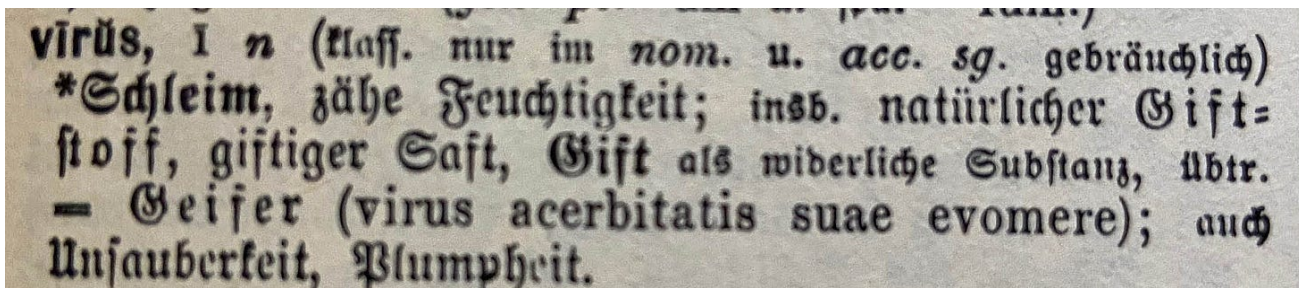 vīrŭs, ī n (klass. nur im nom. u. acc. sg. gebräuchlich)
*Schleim, zähe Feuchtigkeit; insb. natürlicher Gift=
stoff, giftiger Saft, Gift als widerliche Substanz, übtr.
= Geifer (virus acerbitatis suae evomere); auch
Unsauberkeit, Plumpheit.